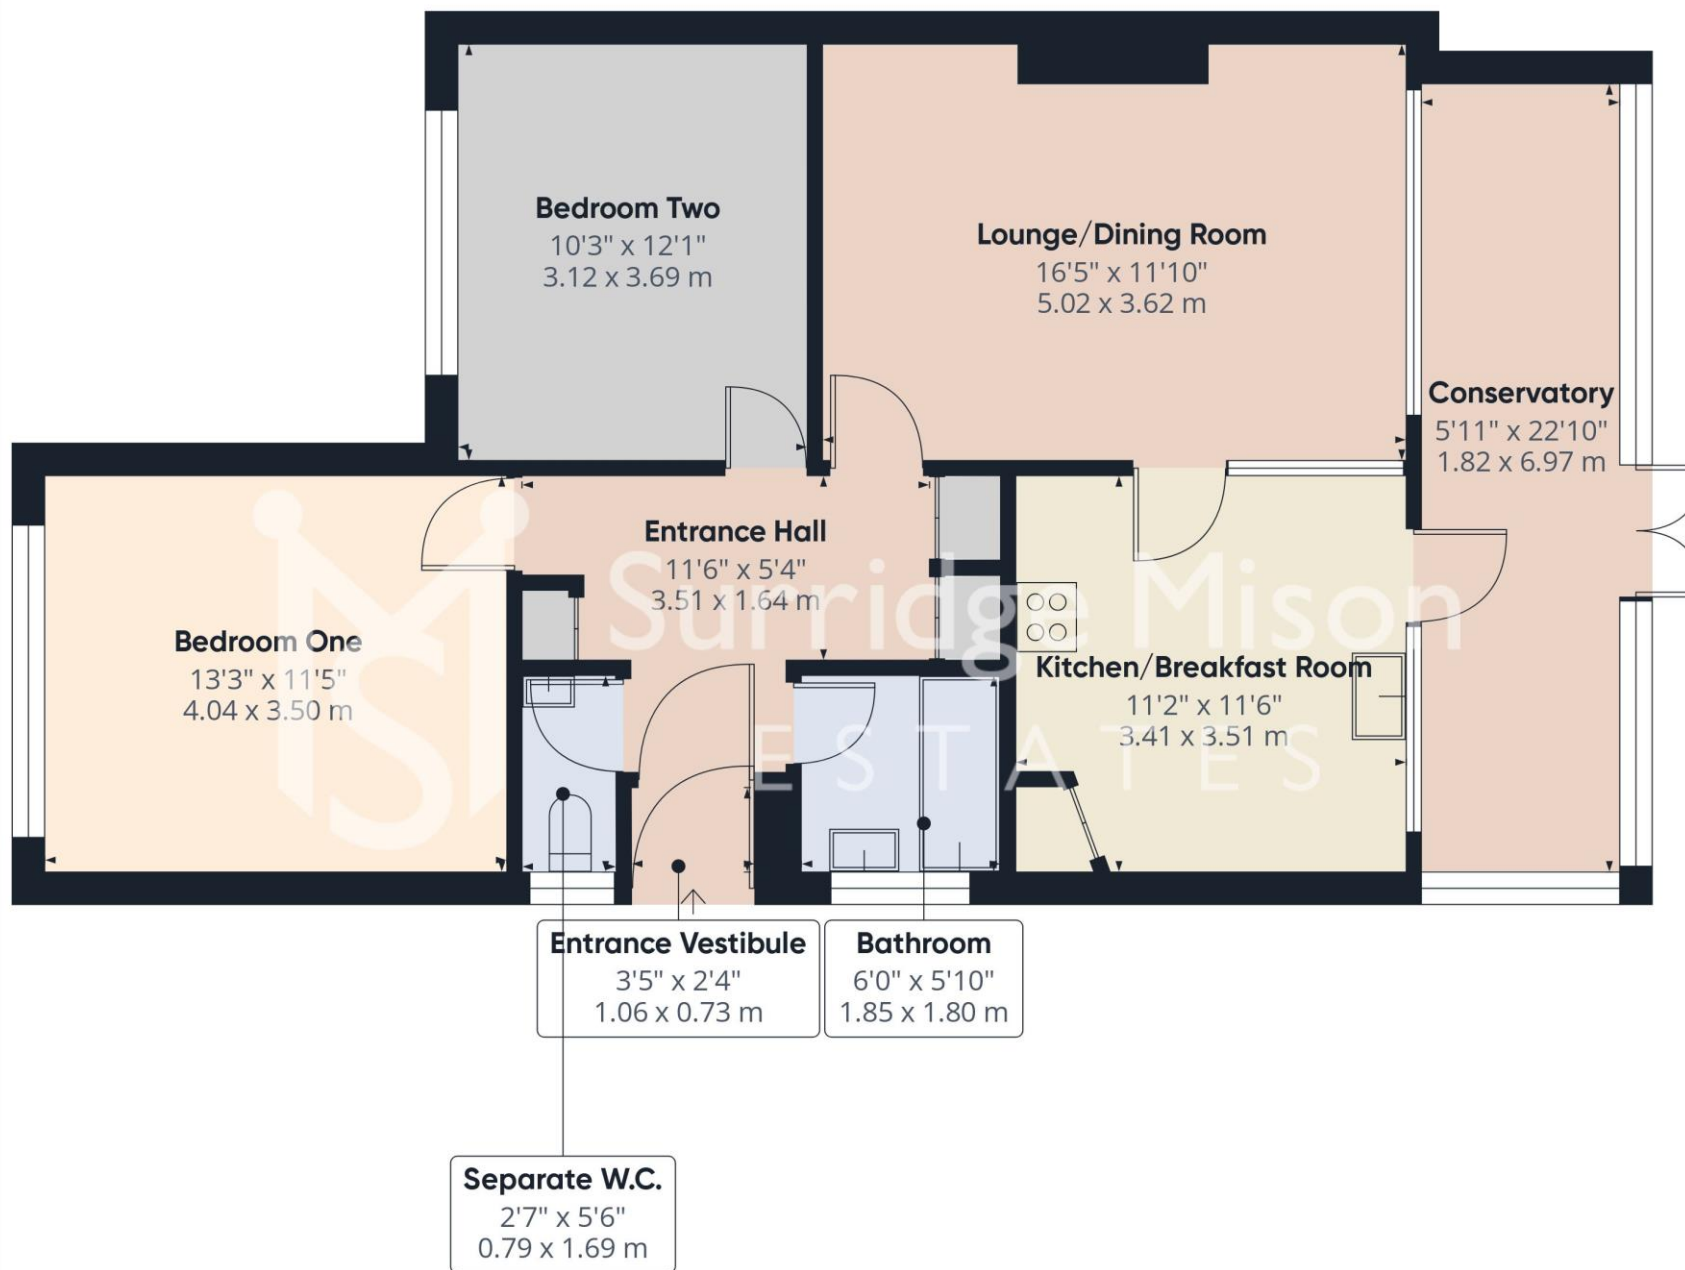 Bedroom Two
10'3" x 12'1"
3.12 x 3.69 m
Lounge/Dining Room
16'5" x 11'10"
5.02 x 3.62 m
Conservatory
5'11" x 22'10"
1.82 x 6.97 m
Entrance Hall
11'6" x 5'4"
3.51 x 1.64 m
Surridge Mison
ESTATES
Bedroom One
13'3" x 11'5"
4.04 x 3.50 m
Kitchen/Breakfast Room
11'2" x 11'6"
3.41 x 3.51 m
Entrance Vestibule
3'5" x 2'4"
1.06 x 0.73 m
Bathroom
6'0" x 5'10"
1.85 x 1.80 m
Separate W.C.
2'7" x 5'6"
0.79 x 1.69 m